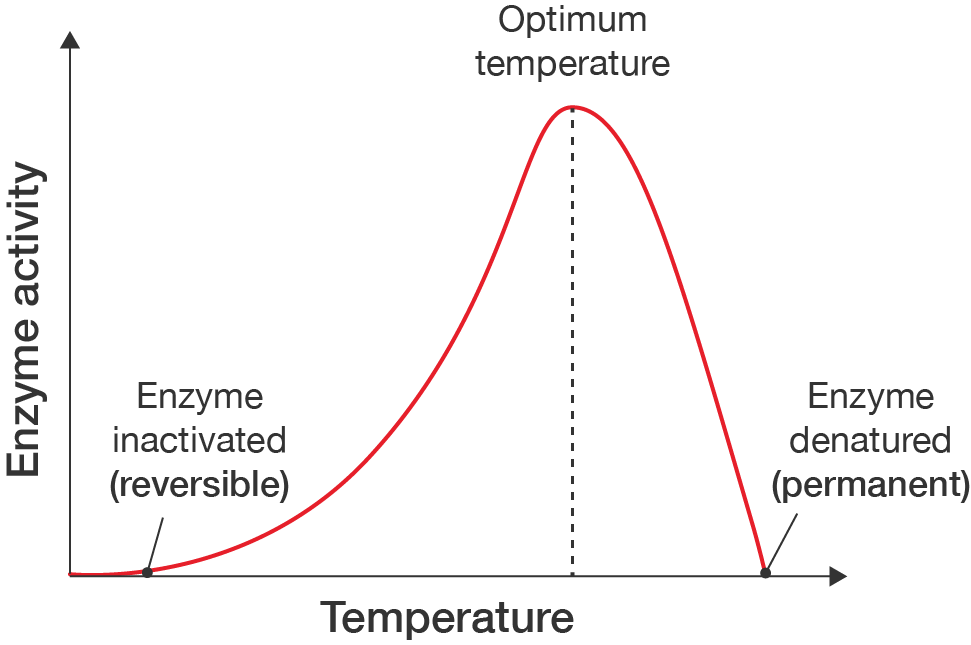 Optimum
temperature
Enzyme activity
Enzyme
inactivated
(reversible)
Enzyme
denatured
(permanent)
Temperature